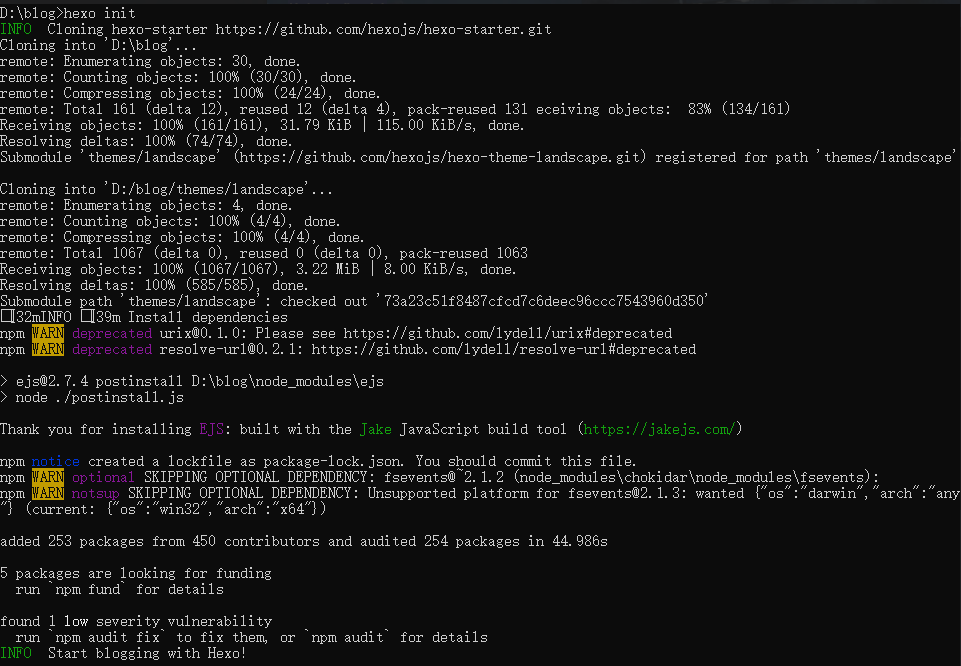 D:\blog>hexo init
INFO  Cloning hexo-starter https://github.com/hexojs/hexo-starter.git
Cloning into 'D:\blog'...
remote: Enumerating objects: 30, done.
remote: Counting objects: 100% (30/30), done.
remote: Compressing objects: 100% (24/24), done.
remote: Total 161 (delta 12), reused 12 (delta 4), pack-reused 131 eceiving objects:  83% (134/161)
Receiving objects: 100% (161/161), 31.79 KiB | 115.00 KiB/s, done.
Resolving deltas: 100% (74/74), done.
Submodule 'themes/landscape' (https://github.com/hexojs/hexo-theme-landscape.git) registered for path 'themes/landscape'
Cloning into 'D:/blog/themes/landscape'...
remote: Enumerating objects: 4, done.
remote: Counting objects: 100% (4/4), done.
remote: Compressing objects: 100% (4/4), done.
remote: Total 1067 (delta 0), reused 0 (delta 0), pack-reused 1063
Receiving objects: 100% (1067/1067), 3.22 MiB | 8.00 KiB/s, done.
Resolving deltas: 100% (585/585), done.
Submodule path 'themes/landscape': checked out '73a23c51f8487cfcd7c6deec96ccc7543960d350'
□[32mINFO □[39m Install dependencies
npm WARN deprecated urix@0.1.0: Please see https://github.com/lydell/urix#deprecated
npm WARN deprecated resolve-url@0.2.1: https://github.com/lydell/resolve-url#deprecated
> ejs@2.7.4 postinstall D:\blog\node_modules\ejs
> node ./postinstall.js
Thank you for installing EJS: built with the Jake JavaScript build tool (https://jakejs.com/)
npm notice created a lockfile as package-lock.json. You should commit this file.
npm WARN optional SKIPPING OPTIONAL DEPENDENCY: fsevents@~2.1.2 (node_modules\chokidar\node_modules\fsevents):
npm WARN notsup SKIPPING OPTIONAL DEPENDENCY: Unsupported platform for fsevents@2.1.3: wanted {"os":"darwin","arch":"any
"} (current: {"os":"win32","arch":"x64"})
added 253 packages from 450 contributors and audited 254 packages in 44.986s
5 packages are looking for funding
  run `npm fund` for details
found 1 low severity vulnerability
  run `npm audit fix` to fix them, or `npm audit` for details
INFO  Start blogging with Hexo!